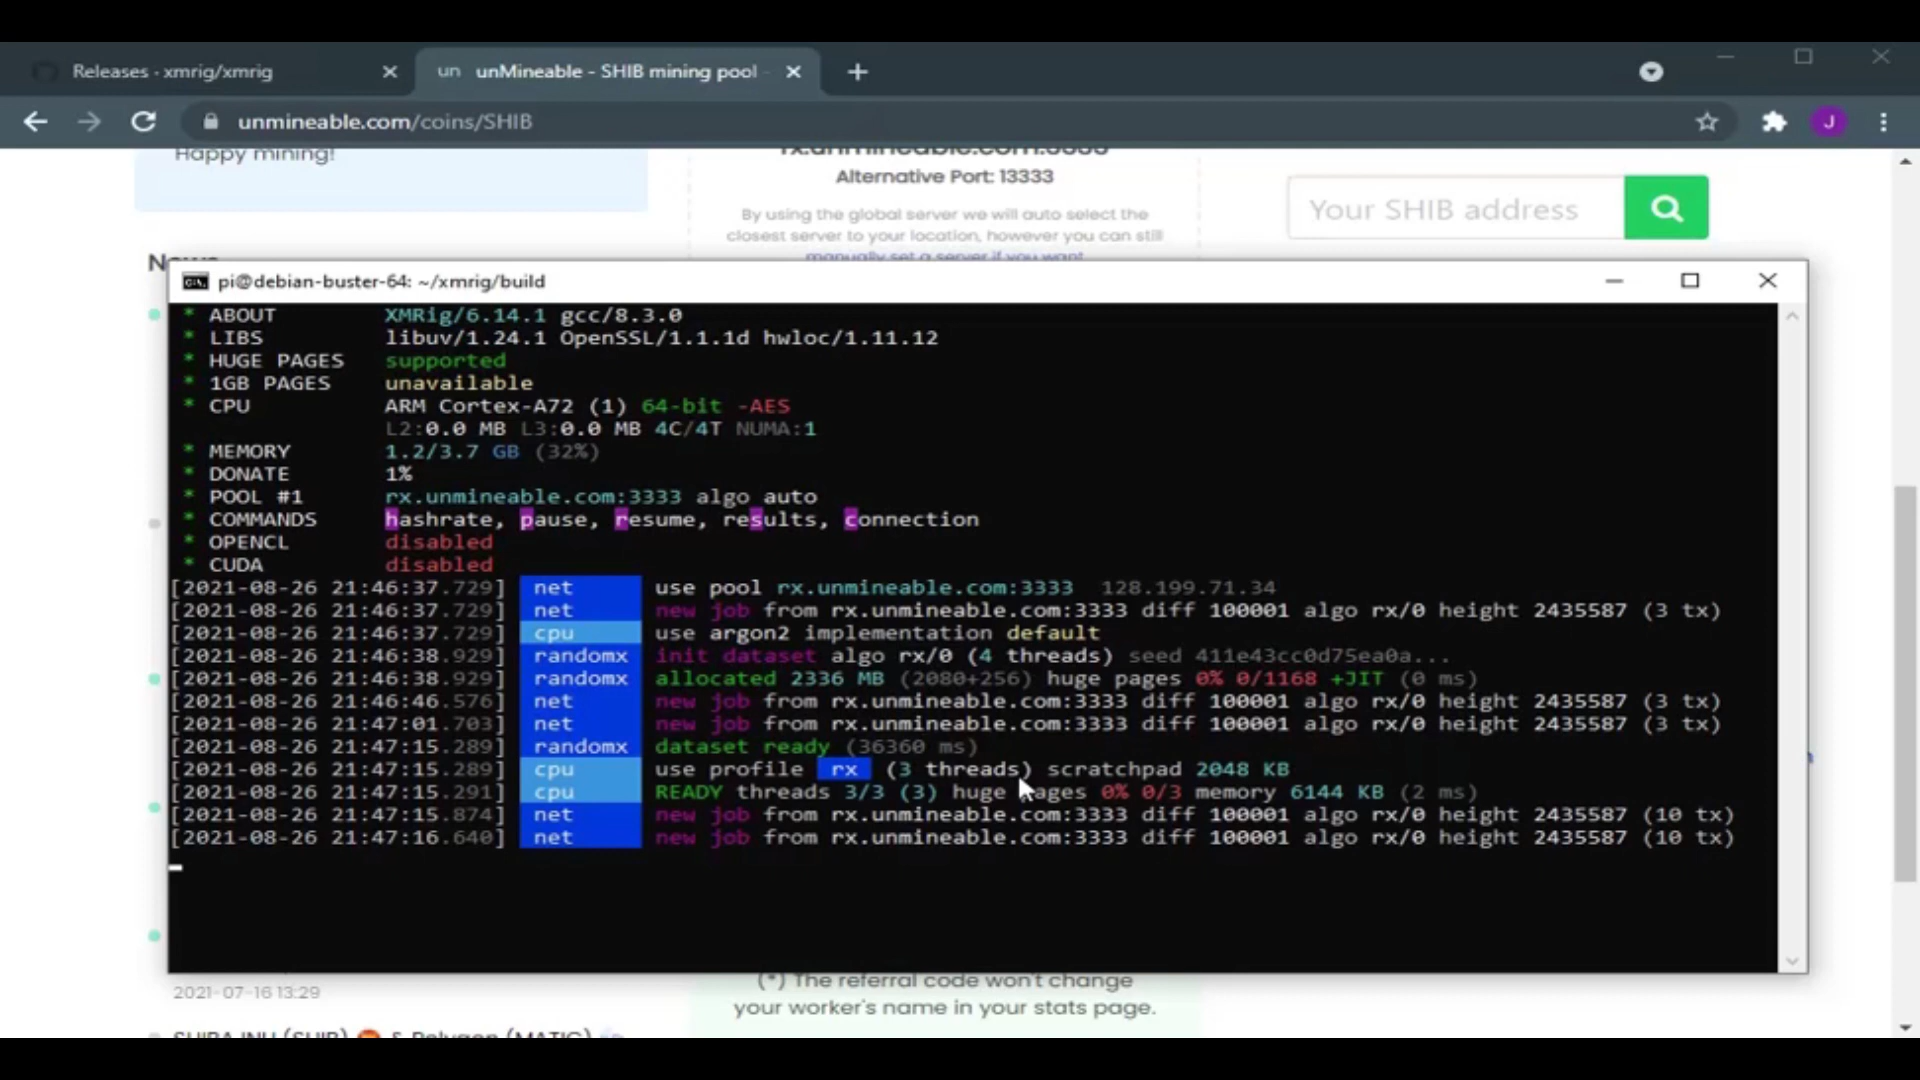 Releases · xmrig/xmrig
un unMineable - SHIB mining pool
unmineable.com/coins/SHIB
J
Happy mining!
rx.unmineable.com:3333
Alternative Port: 13333
By using the global server we will auto select the
closest server to your location, however you can still
manually set a server if you want
Your SHIB address
News
pi@debian-buster-64: ~/xmrig/build
* ABOUT XMRig/6.14.1 gcc/8.3.0
* LIBS libuv/1.24.1 OpenSSL/1.1.1d hwloc/1.11.12
* HUGE PAGES supported
* 1GB PAGES unavailable
* CPU ARM Cortex-A72 (1) 64-bit -AES
L2:0.0 MB L3:0.0 MB 4C/4T NUMA:1
* MEMORY 1.2/3.7 GB (32%)
* DONATE 1%
* POOL #1 rx.unmineable.com:3333 algo auto
* COMMANDS hashrate, pause, resume, results, connection
* OPENCL disabled
* CUDA disabled
[2021-08-26 21:46:37.729] net use pool rx.unmineable.com:3333 128.199.71.34
[2021-08-26 21:46:37.729] net new job from rx.unmineable.com:3333 diff 100001 algo rx/0 height 2435587 (3 tx)
[2021-08-26 21:46:37.729] cpu use argon2 implementation default
[2021-08-26 21:46:38.929] randomx init dataset algo rx/0 (4 threads) seed 411e43cc0d75ea0a...
[2021-08-26 21:46:38.929] randomx allocated 2336 MB (2080+256) huge pages 0% 0/1168 +JIT (0 ms)
[2021-08-26 21:46:46.576] net new job from rx.unmineable.com:3333 diff 100001 algo rx/0 height 2435587 (3 tx)
[2021-08-26 21:47:01.703] net new job from rx.unmineable.com:3333 diff 100001 algo rx/0 height 2435587 (3 tx)
[2021-08-26 21:47:15.289] randomx dataset ready (36360 ms)
[2021-08-26 21:47:15.289] cpu use profile rx (3 threads) scratchpad 2048 KB
[2021-08-26 21:47:15.291] cpu READY threads 3/3 (3) huge pages 0% 0/3 memory 6144 KB (2 ms)
[2021-08-26 21:47:15.874] net new job from rx.unmineable.com:3333 diff 100001 algo rx/0 height 2435587 (10 tx)
[2021-08-26 21:47:16.640] net new job from rx.unmineable.com:3333 diff 100001 algo rx/0 height 2435587 (10 tx)
(*) The referral code won't change
your worker's name in your stats page.
2021-07-16 13:29
SHIBA INU (SHIB) & Polygon (MATIC)